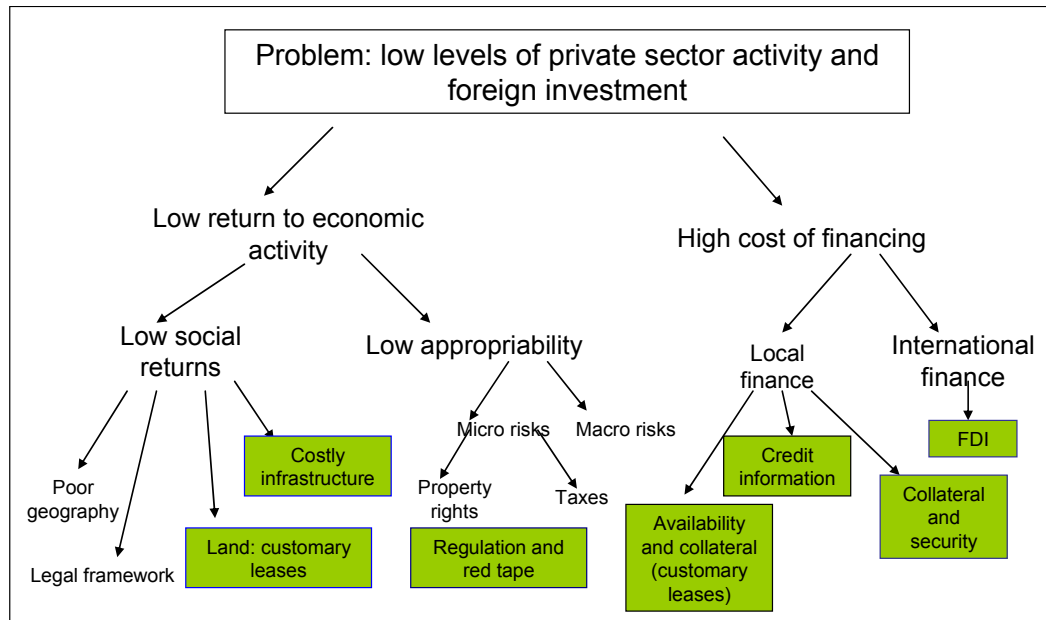 Problem: low levels of private sector activity and
foreign investment
Low return to economic
activity
High cost of financing
Low social
returns
Low appropriability
Local
finance
International
finance
Poor
geography
Legal framework
Land: customary
leases
Costly
infrastructure
Micro risks
Macro risks
Property
rights
Taxes
Regulation and
red tape
Availability
and collateral
(customary
leases)
Credit
information
Collateral
and
security
FDI